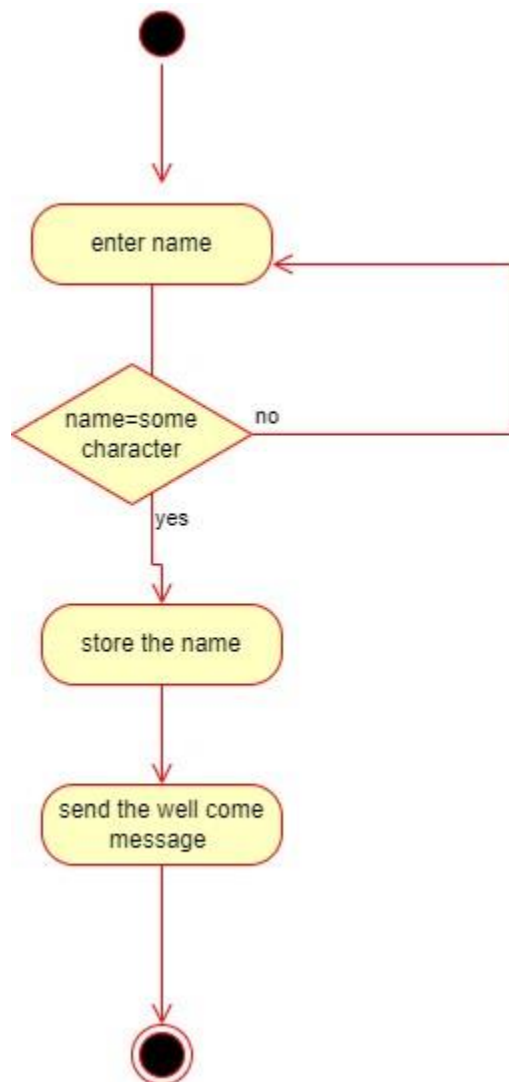 enter name
name=some
character
no
yes
store the name
send the well come
message